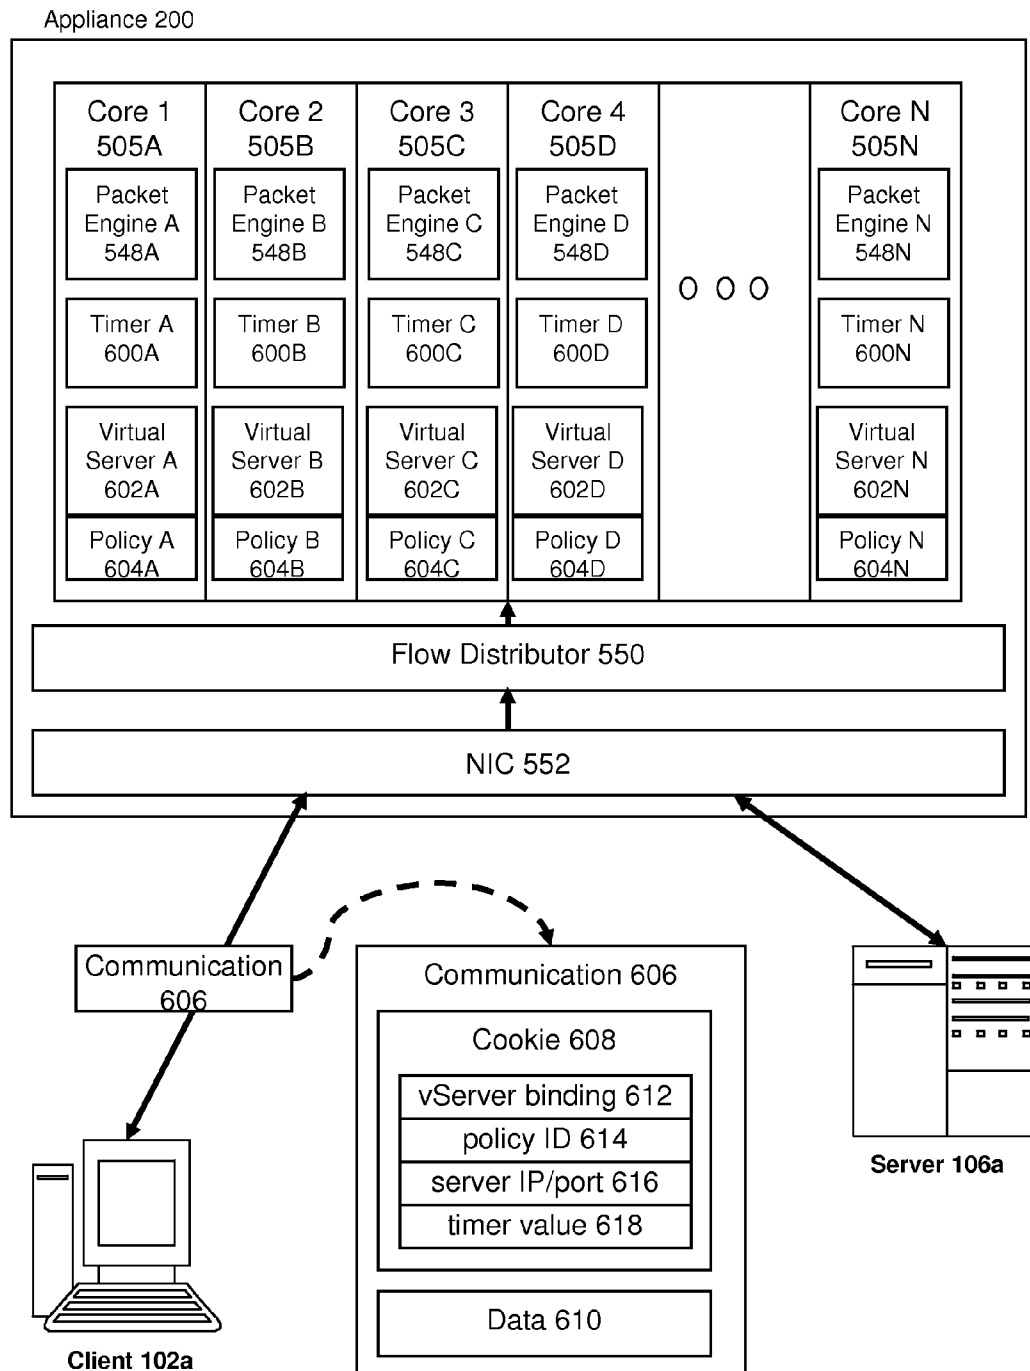 Appliance 200
Core 1
505A
Packet
Engine A
548A
Timer A
600A
Virtual
Server A
602A
Policy A
604A
Core 2
505B
Packet
Engine B
548B
Timer B
600B
Virtual
Server B
602B
Policy B
604B
Core 3
505C
Packet
Engine C
548C
Timer C
600C
Virtual
Server C
602C
Policy C
604C
Core 4
505D
Packet
Engine D
548D
Timer D
600D
Virtual
Server D
602D
Policy D
604D
Core N
505N
Packet
Engine N
548N
Timer N
600N
Virtual
Server N
602N
Policy N
604N
Flow Distributor 550
NIC 552
Communication
606
Communication 606
Cookie 608
vServer binding 612
policy ID 614
server IP/port 616
timer value 618
Data 610
Server 106a
Client 102a